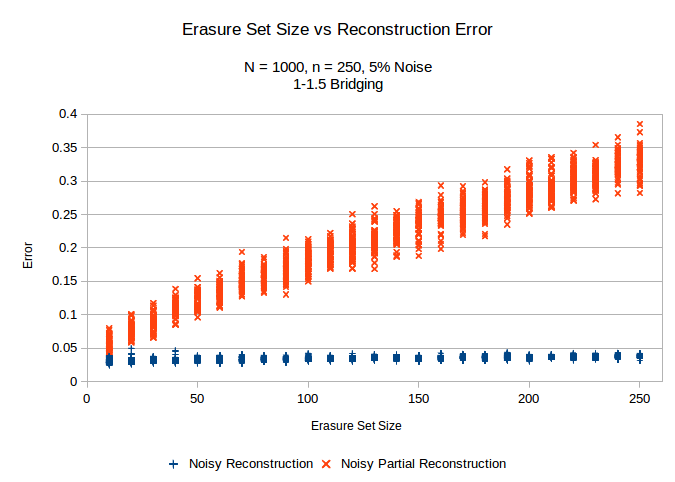 Erasure Set Size vs Reconstruction Error
N = 1000, n = 250, 5% Noise
1-1.5 Bridging
0.4
0.35
0.3
0.25
0.2
0.15
0.1
0.05
0
Error
0 50 100 150 200 250
Erasure Set Size
Noisy Reconstruction Noisy Partial Reconstruction